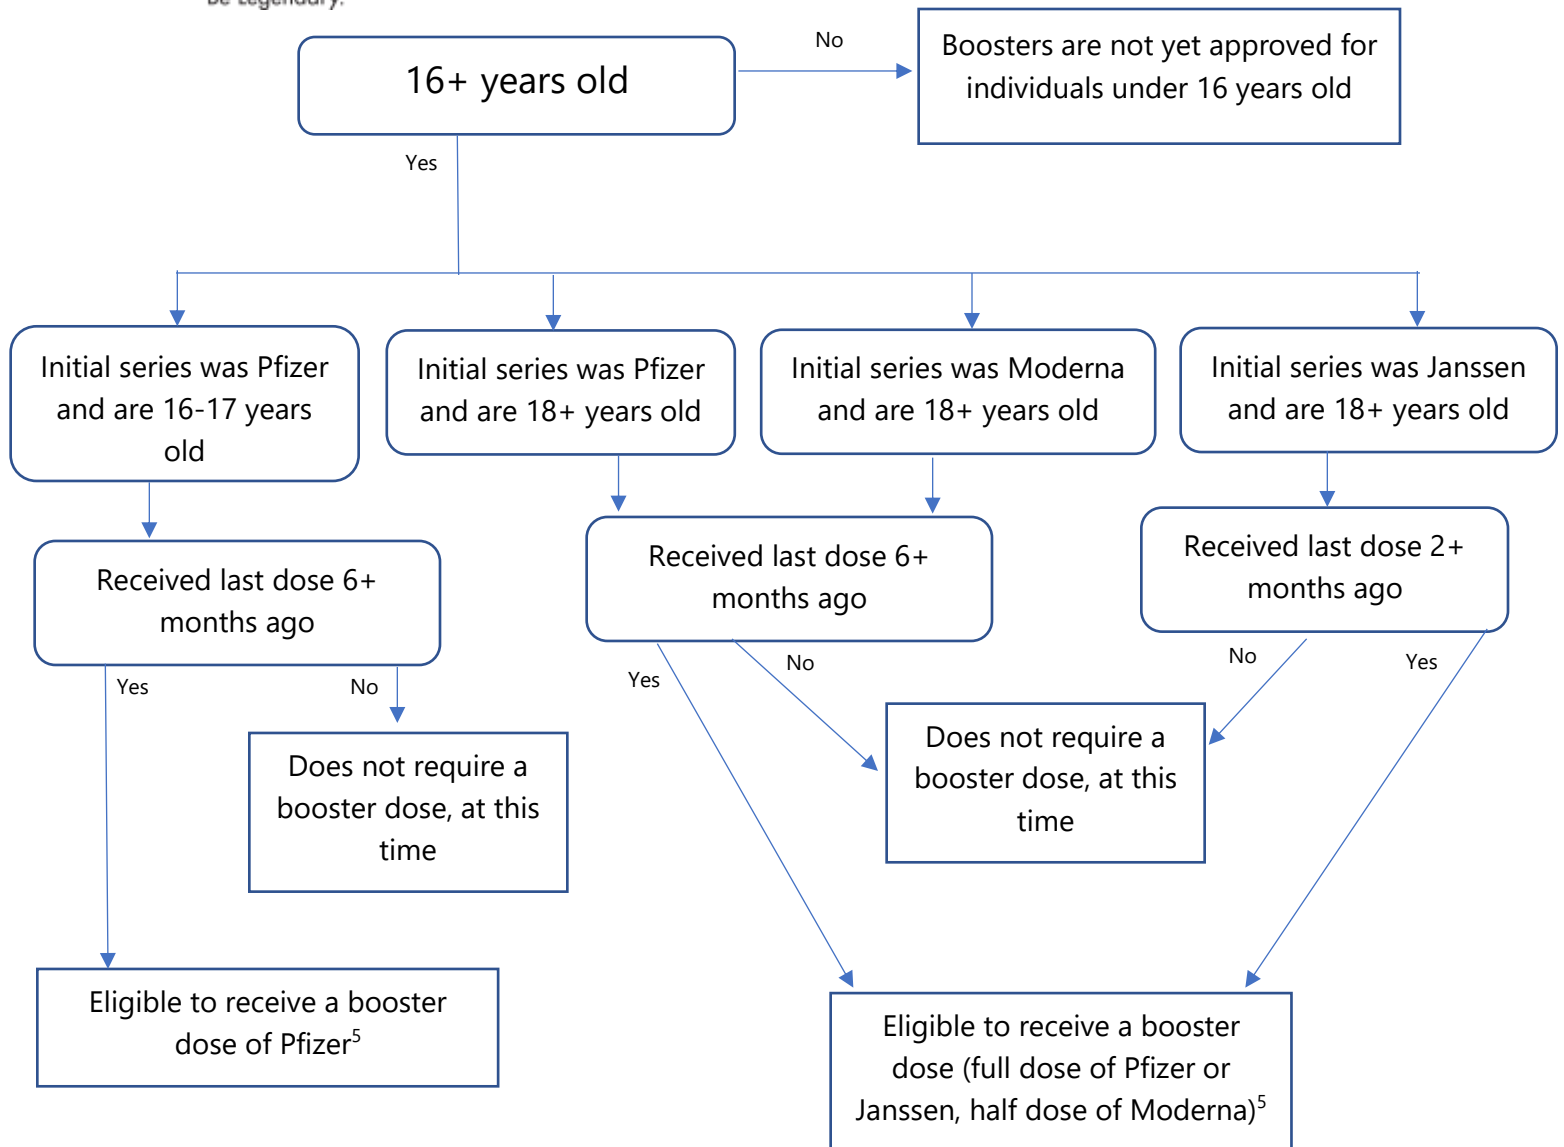 Be Legendary.
16+ years old
No
Boosters are not yet approved for
individuals under 16 years old
Yes
Initial series was Pfizer
and are 16-17 years
old
Initial series was Pfizer
and are 18+ years old
Initial series was Moderna
and are 18+ years old
Initial series was Janssen
and are 18+ years old
Received last dose 6+
months ago
Received last dose 6+
months ago
Received last dose 2+
months ago
Yes
No
Yes
No
No
Yes
Does not require a
booster dose, at this
time
Does not require a
booster dose, at this
time
Eligible to receive a booster
dose of Pfizer⁵
Eligible to receive a booster
dose (full dose of Pfizer or
Janssen, half dose of Moderna)⁵